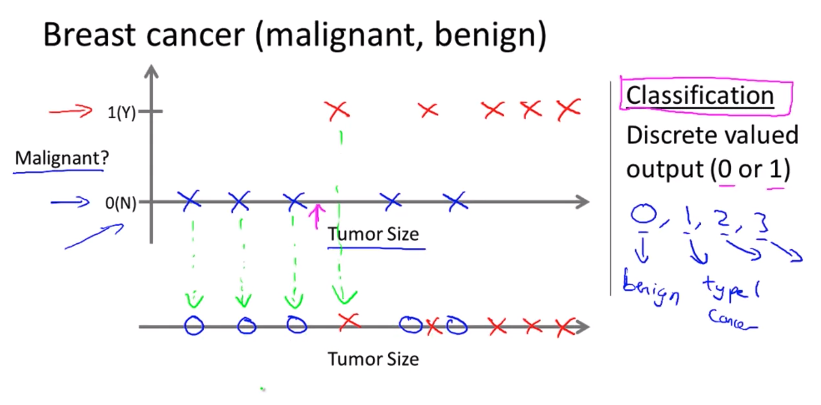 Breast cancer (malignant, benign)
1(Y)
Malignant?
0(N)
Tumor Size
Tumor Size
Classification
Discrete valued
output (0 or 1)
0, 1, 2, 3
benign type 1
cancer